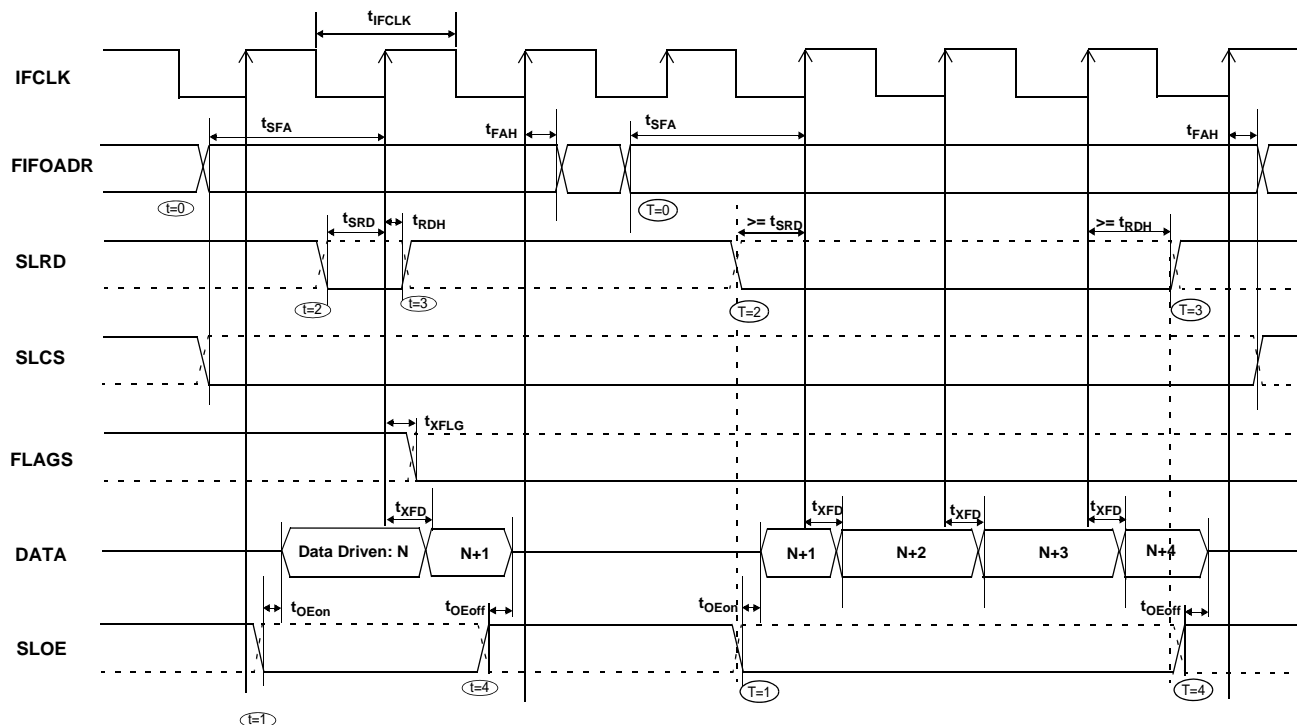 tIFCLK
IFCLK
tSFA tFAH tSFA tFAH
FIFOADR
t=0 T=0
tSRD tRDH >= tSRD >= tRDH
SLRD
t=2 t=3 T=2 T=3
SLCS
tXFLG
FLAGS
tXFD tXFD tXFD tXFD
DATA Data Driven: N N+1 N+1 N+2 N+3 N+4
tOEon tOEoff tOEon tOEoff
SLOE
t=4 T=1 T=4
t=1